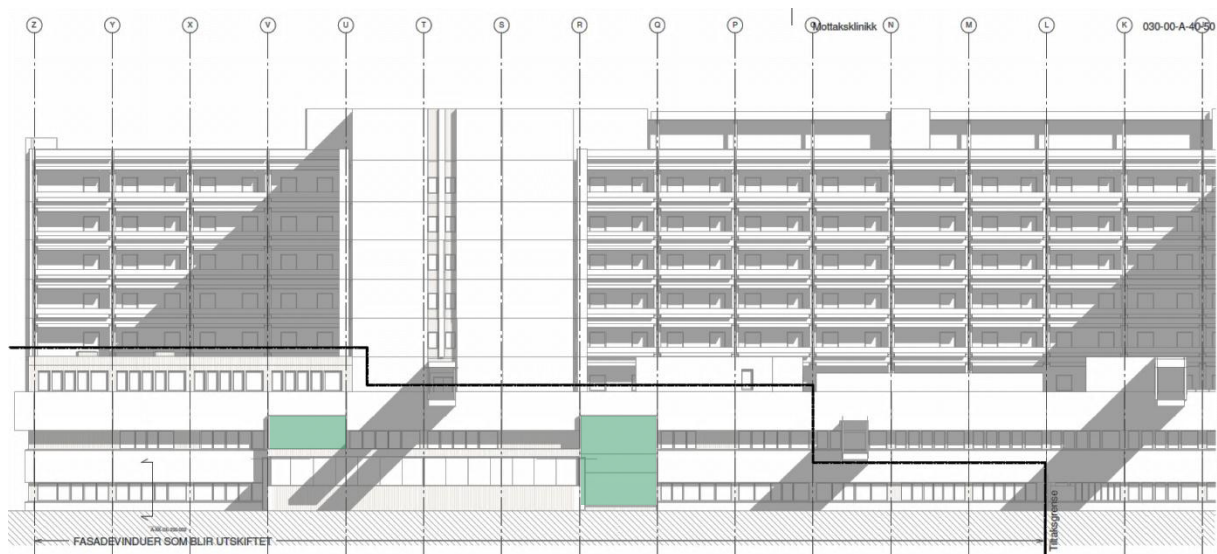 Z Y X V U T S R Q P O N M L K
Mottaksklinikk
030-00-A-40-50
FASADEVINDUER SOM BLIR UTSKIFTET
Tiltaksgrense